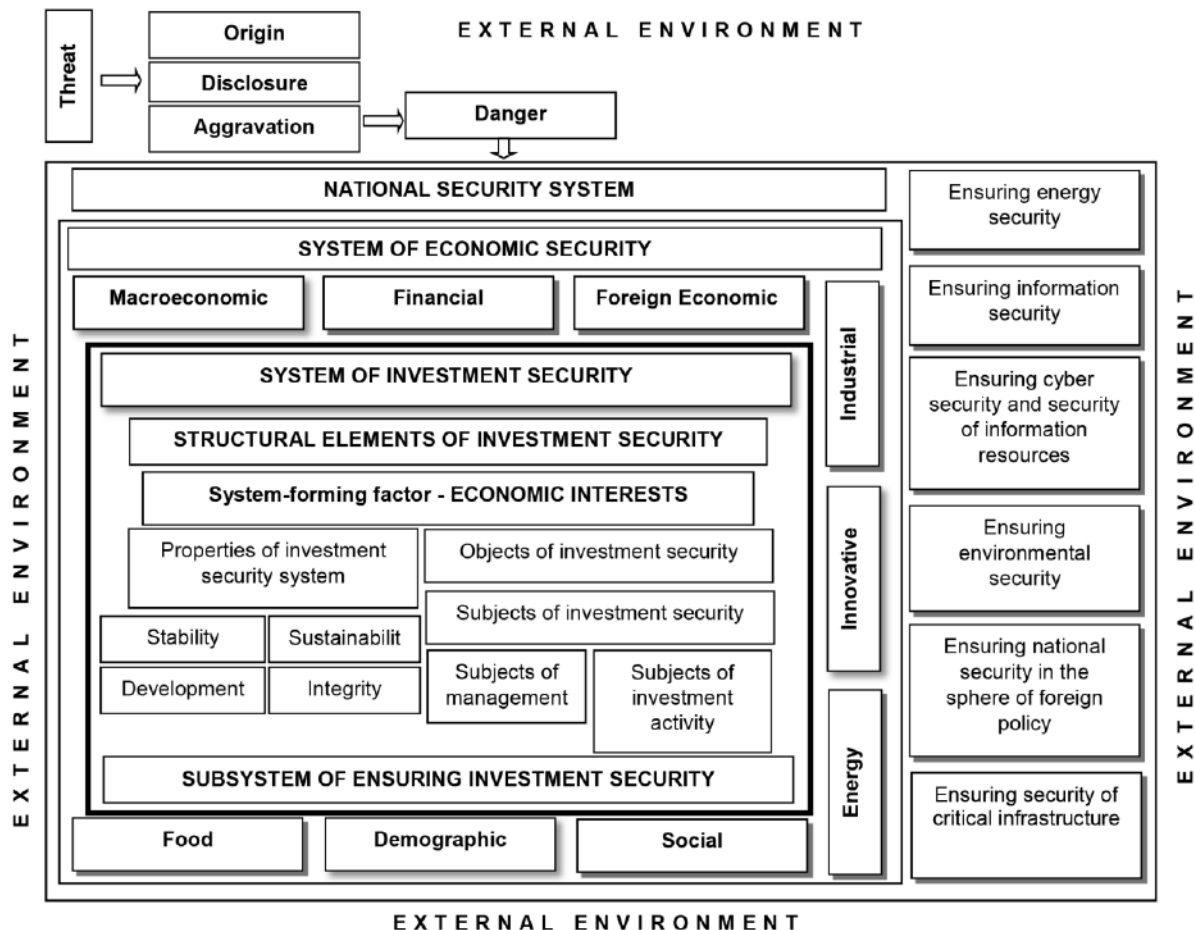 EXTERNAL ENVIRONMENT
Threat
Origin
Disclosure
Aggravation
Danger
NATIONAL SECURITY SYSTEM
SYSTEM OF ECONOMIC SECURITY
Macroeconomic
Financial
Foreign Economic
SYSTEM OF INVESTMENT SECURITY
STRUCTURAL ELEMENTS OF INVESTMENT SECURITY
System-forming factor - ECONOMIC INTERESTS
Properties of investment
security system
Objects of investment security
Subjects of investment security
Stability
Sustainabilit
Development
Integrity
Subjects of
management
Subjects of
investment
activity
SUBSYSTEM OF ENSURING INVESTMENT SECURITY
Food
Demographic
Social
Industrial
Innovative
Energy
Ensuring energy
security
Ensuring information
security
Ensuring cyber
security and security
of information
resources
Ensuring
environmental
security
Ensuring national
security in the
sphere of foreign
policy
Ensuring security of
critical infrastructure
EXTERNAL ENVIRONMENT
EXTERNAL ENVIRONMENT
EXTERNAL ENVIRONMENT